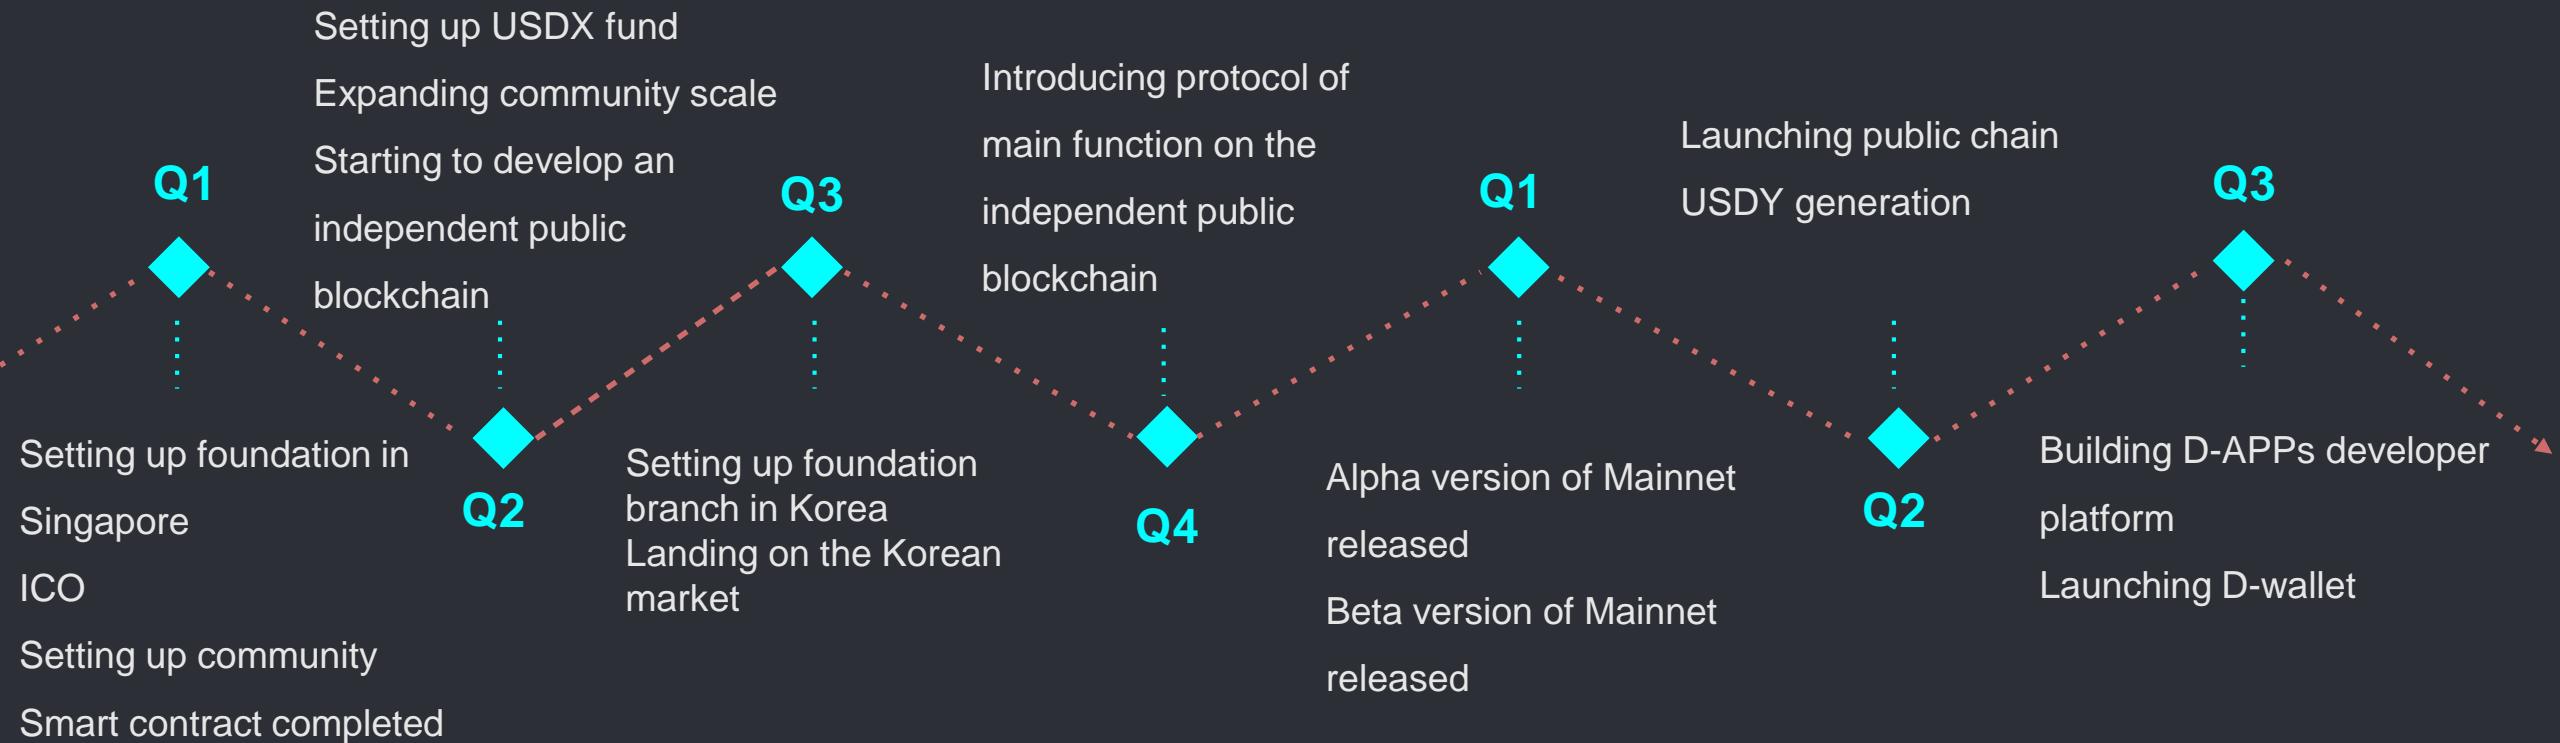 Q1
Setting up foundation in
Singapore
ICO
Setting up community
Smart contract completed
Setting up USDX fund
Expanding community scale
Starting to develop an
independent public
blockchain
Q2
Q3
Setting up foundation
branch in Korea
Landing on the Korean
market
Introducing protocol of
main function on the
independent public
blockchain
Q4
Q1
Alpha version of Mainnet
released
Beta version of Mainnet
released
Launching public chain
USDY generation
Q2
Q3
Building D-APPs developer
platform
Launching D-wallet